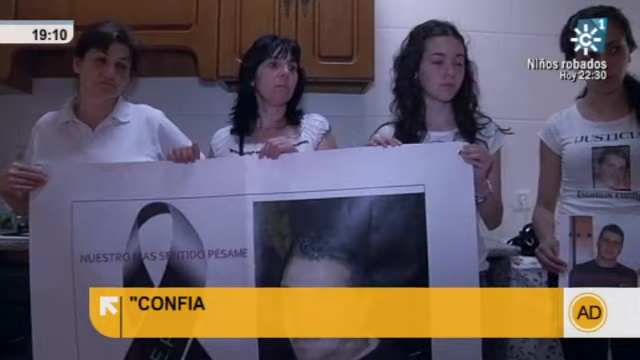 19:10
Niños robados
Hoy 22:30
JUSTICIA
NUESTRO MAS SENTIDO PÉSAME
"CONFIA
AD